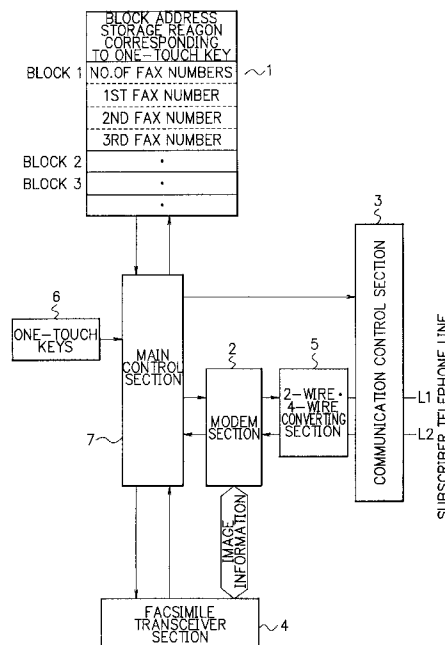 BLOCK ADDRESS
STORAGE REAGON
CORRESPONDING
TO ONE-TOUCH KEY
BLOCK 1
NO.OF FAX NUMBERS
1
1ST FAX NUMBER
2ND FAX NUMBER
3RD FAX NUMBER
BLOCK 2
BLOCK 3
3
COMMUNICATION CONTROL SECTION
6
ONE-TOUCH
KEYS
MAIN
CONTROL
SECTION
7
2
MODEM
SECTION
5
2-WIRE·
4-WIRE
CONVERTING
SECTION
L1
L2
SUBSCRIBER TELEPHONE LINE
IMAGE
INFORMATION
FACSIMILE
TRANSCEIVER
SECTION
4